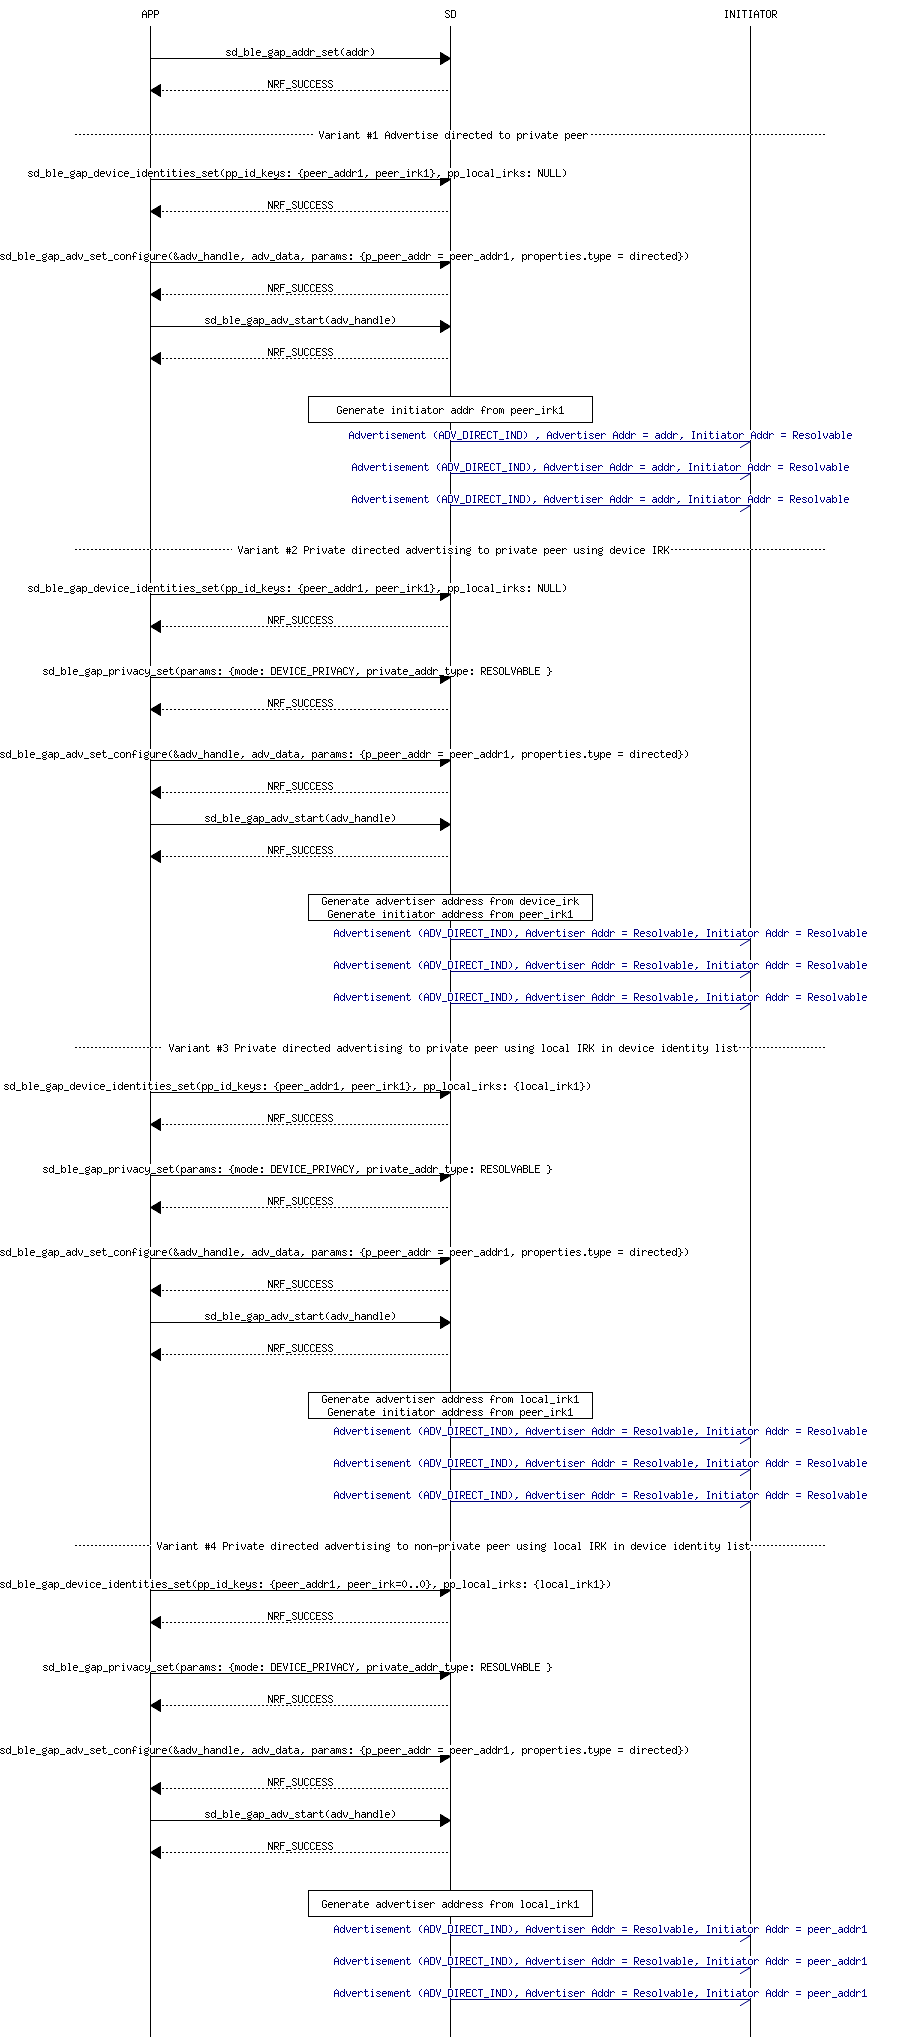 APP SD INITIATOR
sd_ble_gap_addr_set(addr)
NRF_SUCCESS
Variant #1 Advertise directed to private peer
sd_ble_gap_device_identities_set(pp_id_keys: {peer_addr1, peer_irk1}, pp_local_irks: NULL)
NRF_SUCCESS
sd_ble_gap_adv_set_configure(&adv_handle, adv_data, params: {p_peer_addr = peer_addr1, properties.type = directed})
NRF_SUCCESS
sd_ble_gap_adv_start(adv_handle)
NRF_SUCCESS
Generate initiator addr from peer_irk1
Advertisement (ADV_DIRECT_IND) , Advertiser Addr = addr, Initiator Addr = Resolvable
Advertisement (ADV_DIRECT_IND), Advertiser Addr = addr, Initiator Addr = Resolvable
Advertisement (ADV_DIRECT_IND), Advertiser Addr = addr, Initiator Addr = Resolvable
Variant #2 Private directed advertising to private peer using device IRK
sd_ble_gap_device_identities_set(pp_id_keys: {peer_addr1, peer_irk1}, pp_local_irks: NULL)
NRF_SUCCESS
sd_ble_gap_privacy_set(params: {mode: DEVICE_PRIVACY, private_addr_type: RESOLVABLE }
NRF_SUCCESS
sd_ble_gap_adv_set_configure(&adv_handle, adv_data, params: {p_peer_addr = peer_addr1, properties.type = directed})
NRF_SUCCESS
sd_ble_gap_adv_start(adv_handle)
NRF_SUCCESS
Generate advertiser address from device_irk
Generate initiator address from peer_irk1
Advertisement (ADV_DIRECT_IND), Advertiser Addr = Resolvable, Initiator Addr = Resolvable
Advertisement (ADV_DIRECT_IND), Advertiser Addr = Resolvable, Initiator Addr = Resolvable
Advertisement (ADV_DIRECT_IND), Advertiser Addr = Resolvable, Initiator Addr = Resolvable
Variant #3 Private directed advertising to private peer using local IRK in device identity list
sd_ble_gap_device_identities_set(pp_id_keys: {peer_addr1, peer_irk1}, pp_local_irks: {local_irk1})
NRF_SUCCESS
sd_ble_gap_privacy_set(params: {mode: DEVICE_PRIVACY, private_addr_type: RESOLVABLE }
NRF_SUCCESS
sd_ble_gap_adv_set_configure(&adv_handle, adv_data, params: {p_peer_addr = peer_addr1, properties.type = directed})
NRF_SUCCESS
sd_ble_gap_adv_start(adv_handle)
NRF_SUCCESS
Generate advertiser address from local_irk1
Generate initiator address from peer_irk1
Advertisement (ADV_DIRECT_IND), Advertiser Addr = Resolvable, Initiator Addr = Resolvable
Advertisement (ADV_DIRECT_IND), Advertiser Addr = Resolvable, Initiator Addr = Resolvable
Advertisement (ADV_DIRECT_IND), Advertiser Addr = Resolvable, Initiator Addr = Resolvable
Variant #4 Private directed advertising to non-private peer using local IRK in device identity list
sd_ble_gap_device_identities_set(pp_id_keys: {peer_addr1, peer_irk=0..0}, pp_local_irks: {local_irk1})
NRF_SUCCESS
sd_ble_gap_privacy_set(params: {mode: DEVICE_PRIVACY, private_addr_type: RESOLVABLE }
NRF_SUCCESS
sd_ble_gap_adv_set_configure(&adv_handle, adv_data, params: {p_peer_addr = peer_addr1, properties.type = directed})
NRF_SUCCESS
sd_ble_gap_adv_start(adv_handle)
NRF_SUCCESS
Generate advertiser address from local_irk1
Advertisement (ADV_DIRECT_IND), Advertiser Addr = Resolvable, Initiator Addr = peer_addr1
Advertisement (ADV_DIRECT_IND), Advertiser Addr = Resolvable, Initiator Addr = peer_addr1
Advertisement (ADV_DIRECT_IND), Advertiser Addr = Resolvable, Initiator Addr = peer_addr1